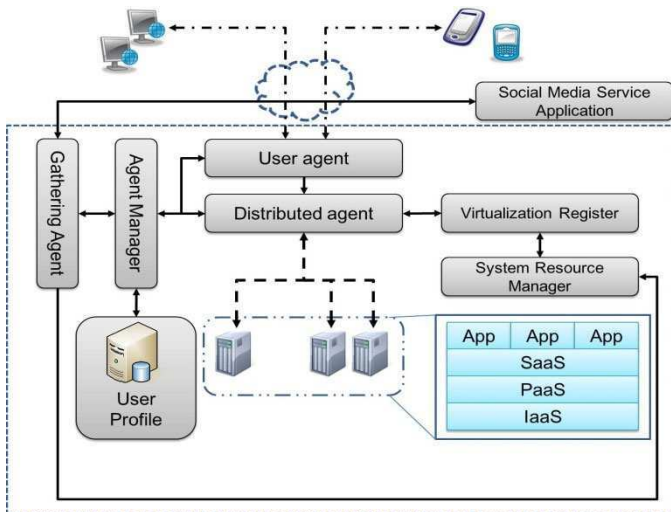 Social Media Service
Application
Gathering Agent
Agent Manager
User agent
Distributed agent
Virtualization Register
System Resource
Manager
User
Profile
App App App
SaaS
PaaS
IaaS